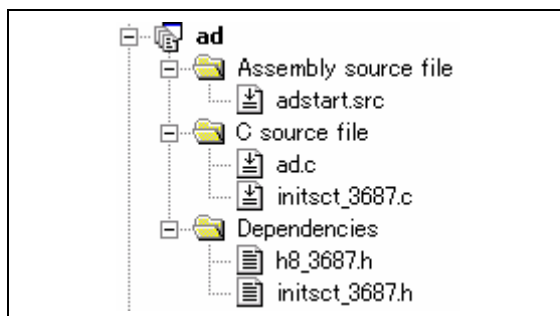 ad
Assembly source file
adstart.src
C source file
ad.c
initsct_3687.c
Dependencies
h8_3687.h
initsct_3687.h